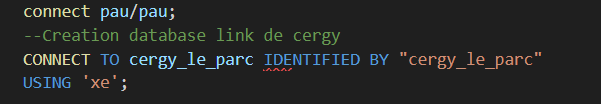 connect pau/pau;
--Creation database link de cergy
CONNECT TO cergy_le_parc IDENTIFIED BY "cergy_le_parc"
USING 'xe';